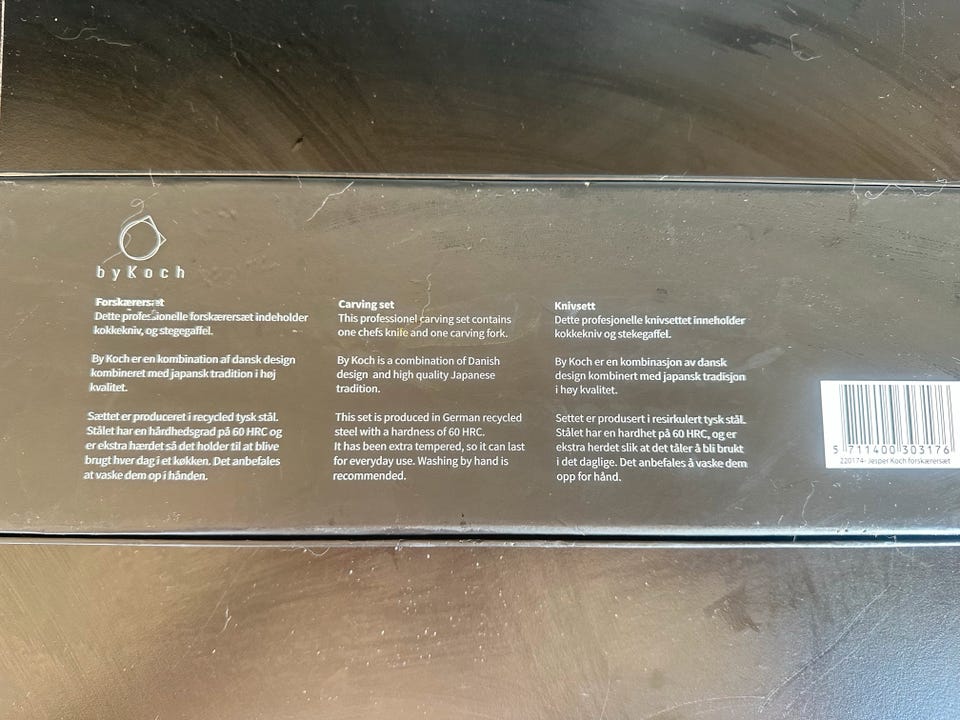 byKoch
Forskærersæt
Dette professionelle forskærersæt indeholder
kokkekniv, og stegegaffel.
By Koch er en kombination af dansk design
kombineret med japansk tradition i høj
kvalitet.
Sættet er produceret i recycled tysk stål.
Stålet har en hårdhedsgrad på 60 HRC og
er ekstra hærdet så det holder til at blive
brugt hver dag i et køkken. Det anbefales
at vaske dem op i hånden.
Carving set
This professionel carving set contains
one chefs knife and one carving fork.
By Koch is a combination of Danish
design and high quality Japanese
tradition.
This set is produced in German recycled
steel with a hardness of 60 HRC.
It has been extra tempered, so it can last
for everyday use. Washing by hand is
recommended.
Knivsett
Dette profesjonelle knivsettet inneholder
kokkekniv og stekegaffel.
By Koch er en kombinasjon av dansk
design kombinert med japansk tradisjon
i høy kvalitet.
Settet er produsert i resirkulert tysk stål.
Stålet har en hardhet på 60 HRC, og er
ekstra herdet slik at det tåler å bli brukt
i det daglige. Det anbefales å vaske dem
opp for hånd.
5 711400 303176
220174- Jesper Koch forskærersæt